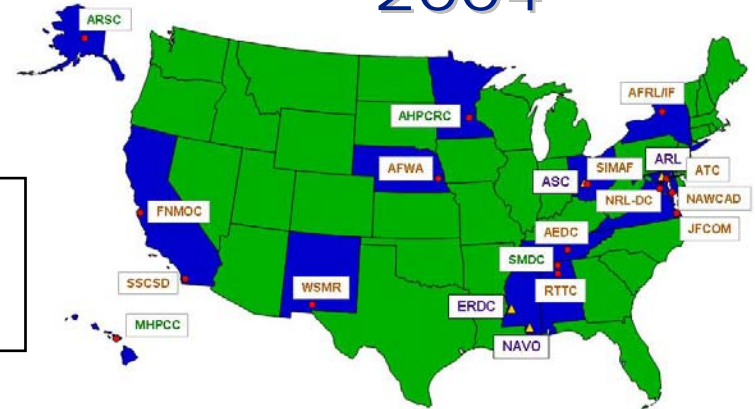 2004
ARSC
AFRL/IF
AHPCRC
AFWA
ASC
SIMAF
ARL
ATC
NRL-DC
NAWCAD
FNMOC
JFCOM
AEDC
SMDC
SSCSD
WSMR
RTTC
ERDC
MHPCC
NAVO